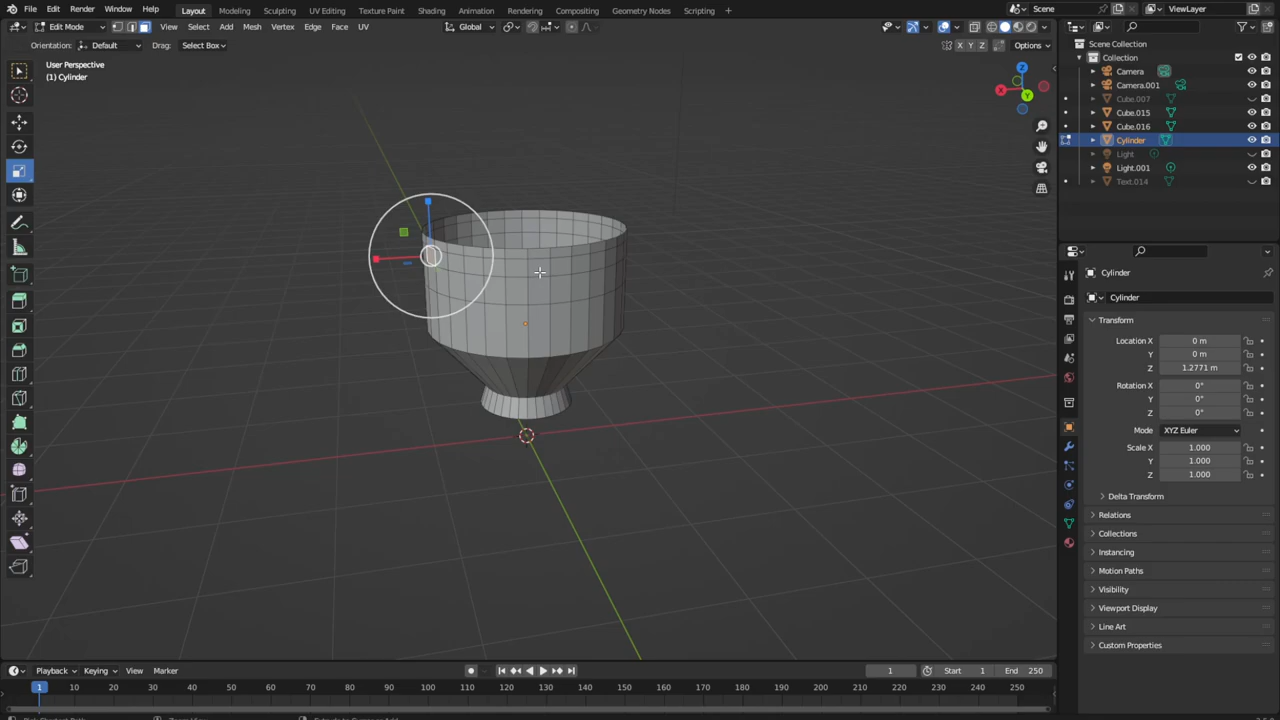 File Edit Render Window Help Layout Modeling Sculpting UV Editing Texture Paint Shading Animation Rendering Compositing Geometry Nodes Scripting + Scene ViewLayer
Edit Mode View Select Add Mesh Vertex Edge Face UV Global
Orientation: Default Drag: Select Box X Y Z Options
User Perspective
(1) Cylinder
Z
X
Y
Scene Collection
Collection
Camera
Camera.001
Cube.007
Cube.015
Cube.016
Cylinder
Light
Light.001
Text.014
Cylinder
Cylinder
Transform
Location X 0 m
Y 0 m
Z 1.2771 m
Rotation X 0°
Y 0°
Z 0°
Mode XYZ Euler
Scale X 1.000
Y 1.000
Z 1.000
Delta Transform
Relations
Collections
Instancing
Motion Paths
Visibility
Viewport Display
Line Art
Custom Properties
Playback Keying View Marker 1 Start 1 End 250
1 10 20 30 40 50 60 70 80 90 100 110 120 130 140 150 160 170 180 190 200 210 220 230 240 250